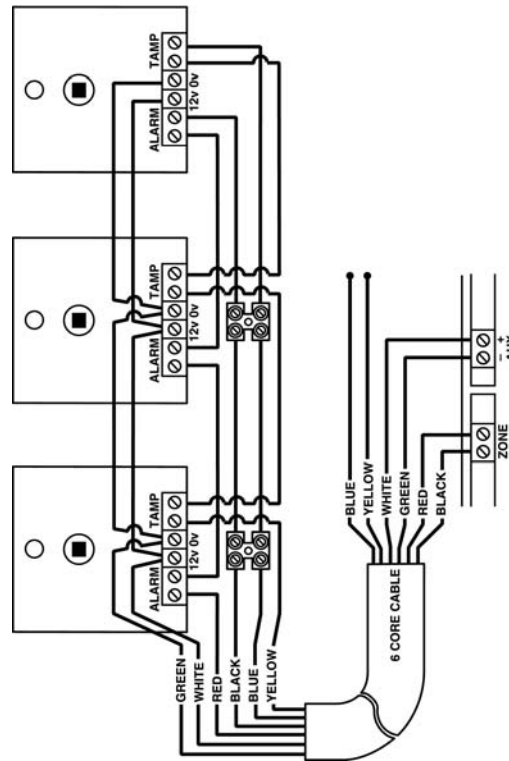 TAMP
12v 0v
ALARM
TAMP
12v 0v
ALARM
TAMP
12v 0v
ALARM
GREEN
WHITE
RED
BLACK
BLUE
YELLOW
BLUE
YELLOW
WHITE
GREEN
RED
BLACK
6 CORE CABLE
− +
AUX
ZONE